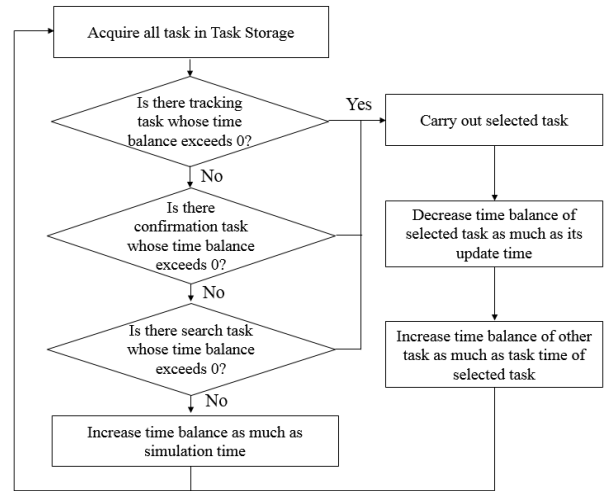 Acquire all task in Task Storage
Is there tracking
task whose time
balance exceeds 0?
Yes
Carry out selected task
No
Is there
confirmation task
whose time balance
exceeds 0?
Decrease time balance of
selected task as much as its
update time
No
Is there search task
whose time balance
exceeds 0?
Increase time balance of other
task as much as task time of
selected task
No
Increase time balance as much as
simulation time